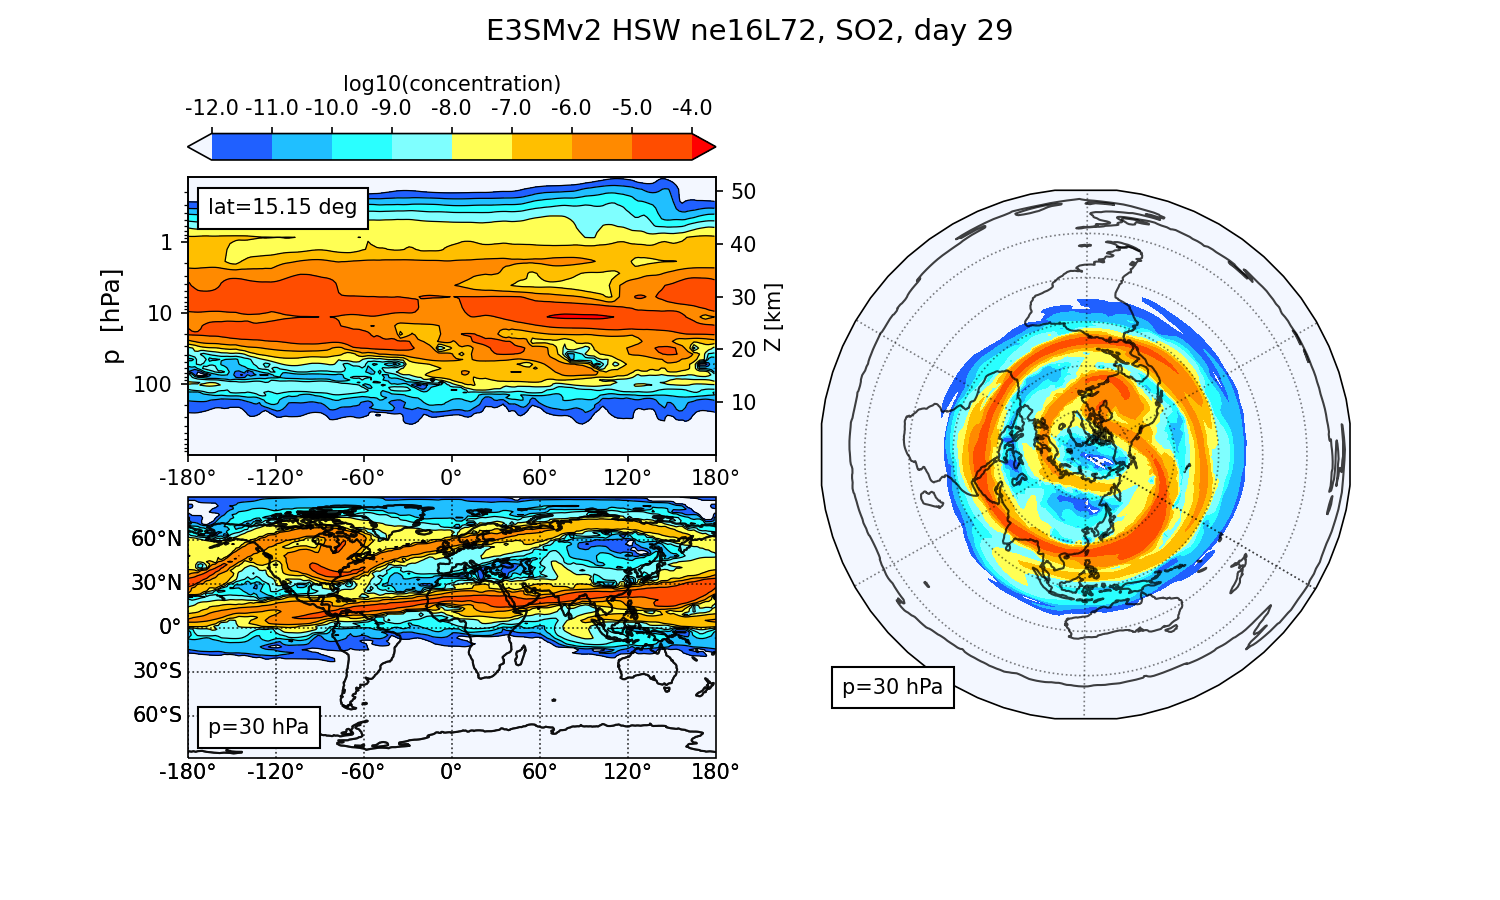 E3SMv2 HSW ne16L72, SO2, day 29
log10(concentration)
-12.0 -11.0 -10.0 -9.0 -8.0 -7.0 -6.0 -5.0 -4.0
lat=15.15 deg
p [hPa]
1
10
100
Z [km]
50
40
30
20
10
-180° -120° -60° 0° 60° 120° 180°
60°N
30°N
0°
30°S
60°S
p=30 hPa
-180° -120° -60° 0° 60° 120° 180°
p=30 hPa